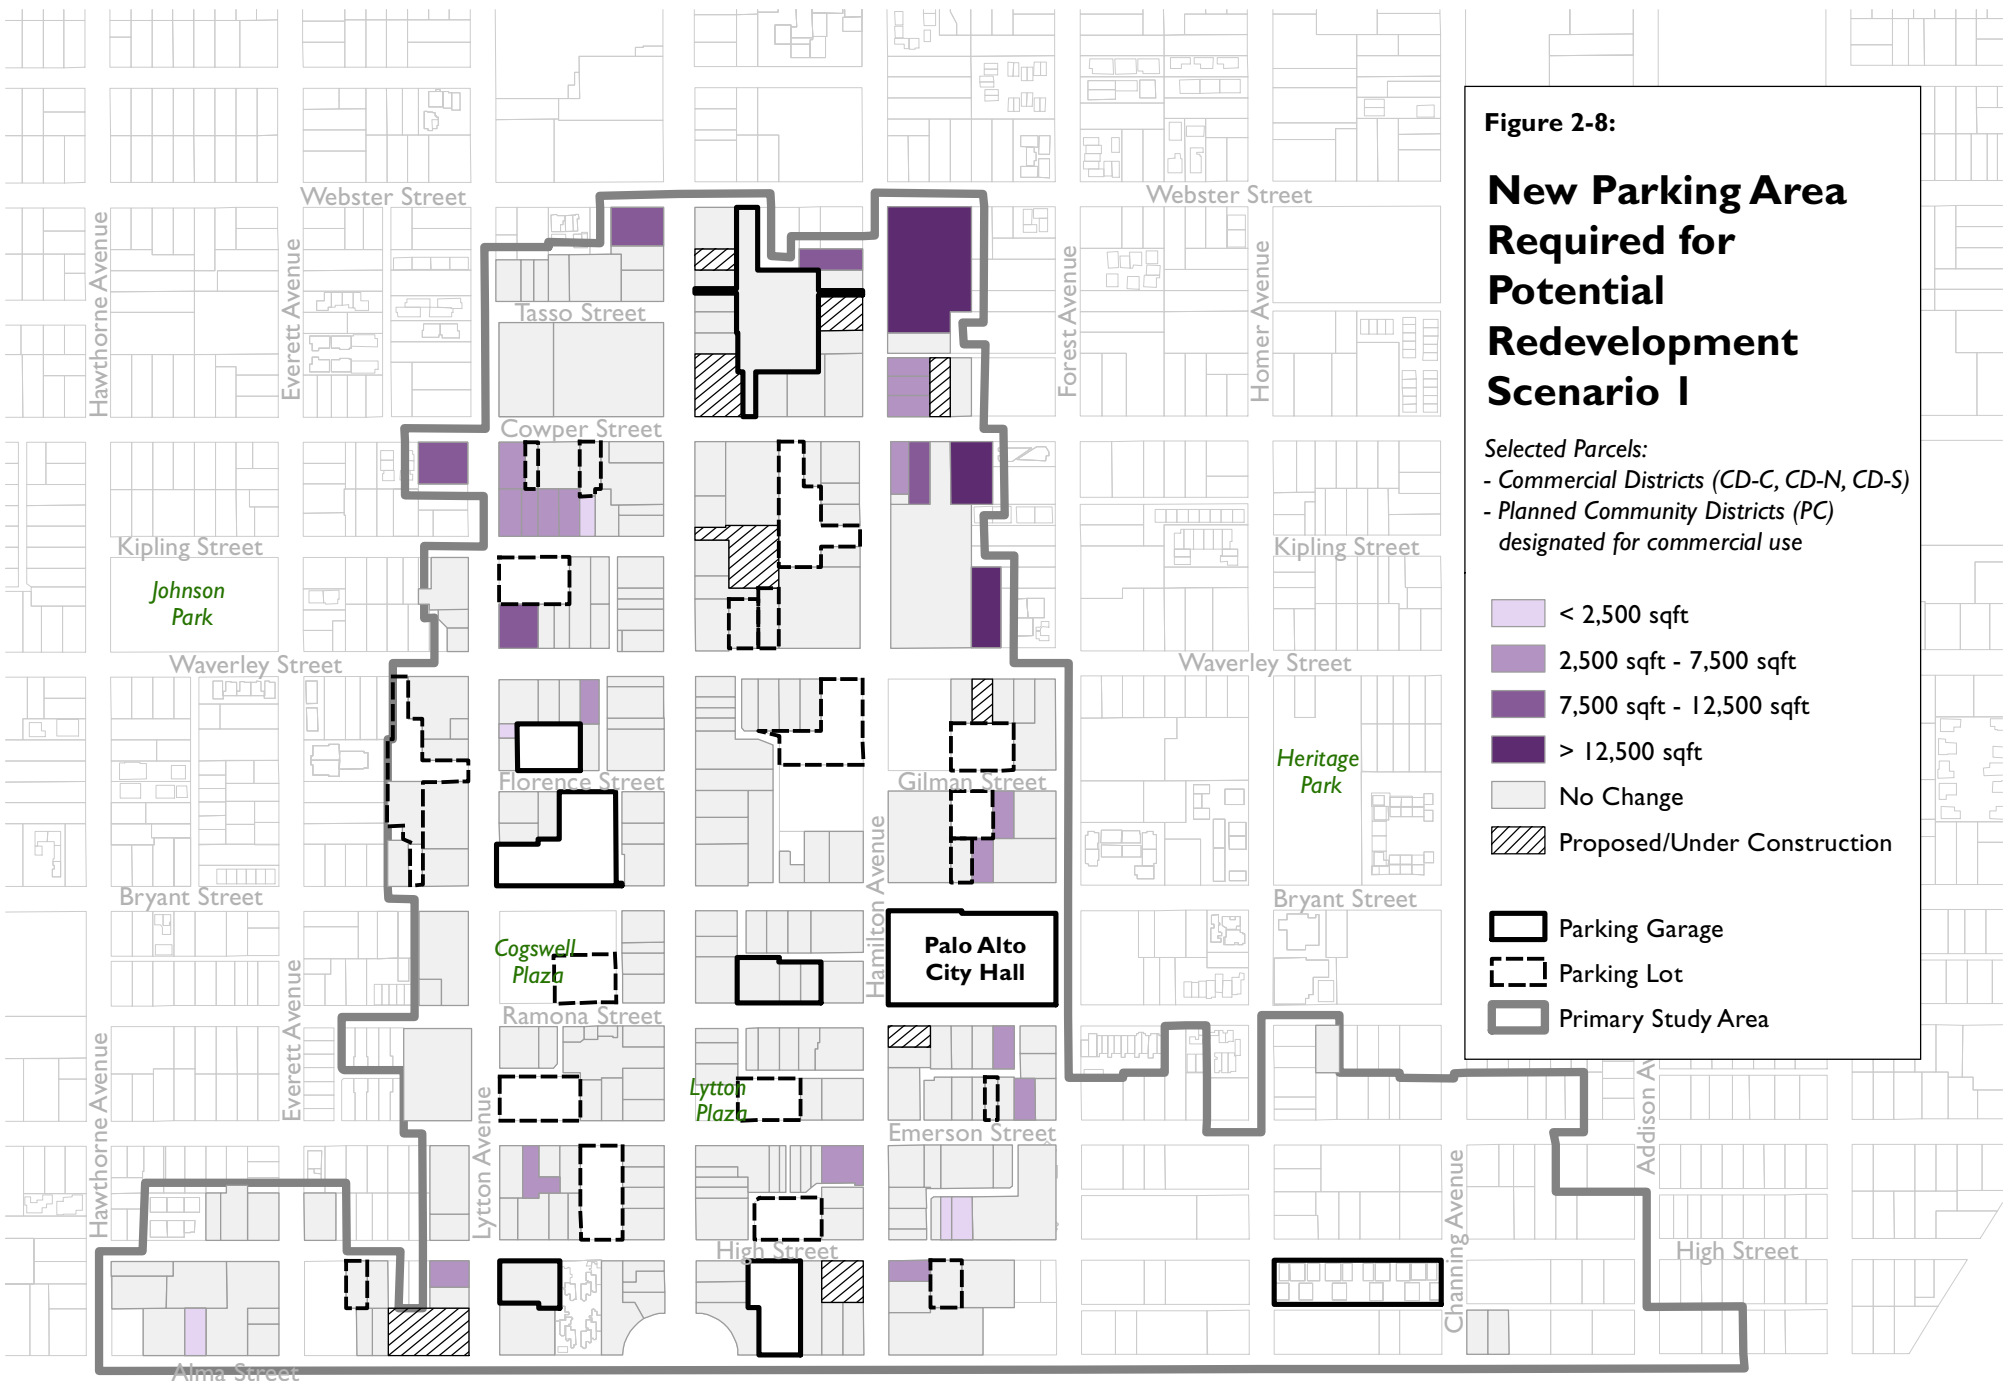 Webster Street
Webster Street
Hawthorne Avenue
Everett Avenue
Forest Avenue
Homer Avenue
Tasso Street
Cowper Street
Kipling Street
Kipling Street
Johnson
Park
Waverley Street
Waverley Street
Florence Street
Gilman Street
Heritage
Park
Hamilton Avenue
Bryant Street
Bryant Street
Cogswell
Plaza
Palo Alto
City Hall
Ramona Street
Everett Avenue
Hawthorne Avenue
Lytton Avenue
Lytton
Plaza
Emerson Street
Addison Av
Channing Avenue
High Street
High Street
Alma Street
Figure 2-8:
New Parking Area
Required for
Potential
Redevelopment
Scenario 1
Selected Parcels:
- Commercial Districts (CD-C, CD-N, CD-S)
- Planned Community Districts (PC)
designated for commercial use
< 2,500 sqft
2,500 sqft - 7,500 sqft
7,500 sqft - 12,500 sqft
> 12,500 sqft
No Change
Proposed/Under Construction
Parking Garage
Parking Lot
Primary Study Area